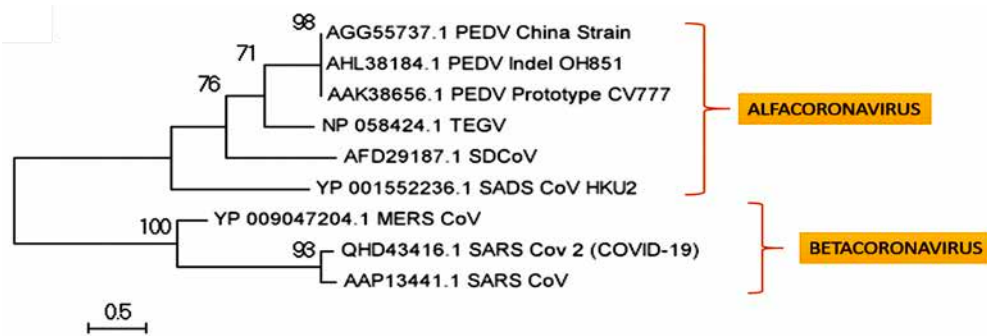 98
AGG55737.1 PEDV China Strain
71
AHL38184.1 PEDV Indel OH851
76
AAK38656.1 PEDV Prototype CV777
ALFACORONAVIRUS
NP 058424.1 TEGV
AFD29187.1 SDCoV
YP 001552236.1 SADS CoV HKU2
100
YP 009047204.1 MERS CoV
93
QHD43416.1 SARS Cov 2 (COVID-19)
BETACORONAVIRUS
AAP13441.1 SARS CoV
0.5